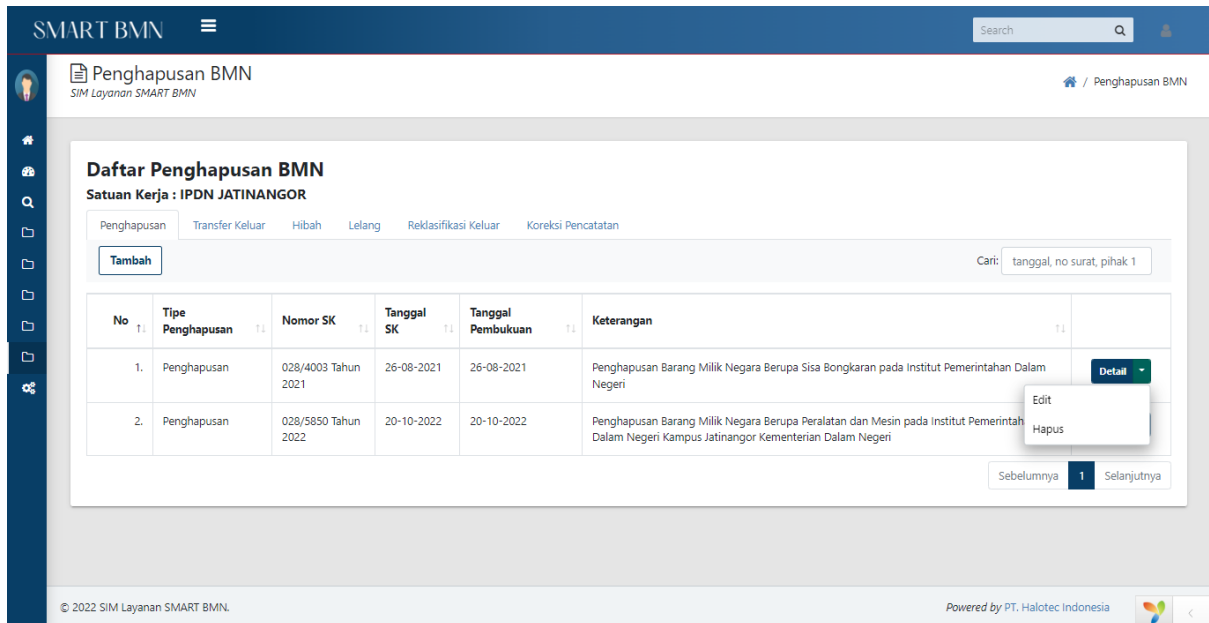 SMART BMN
Search
Penghapusan BMN
SIM Layanan SMART BMN
/ Penghapusan BMN
Daftar Penghapusan BMN
Satuan Kerja : IPDN JATINANGOR
Penghapusan Transfer Keluar Hibah Lelang Reklasifikasi Keluar Koreksi Pencatatan
Tambah
Cari: tanggal, no surat, pihak 1
No Tipe Penghapusan Nomor SK Tanggal SK Tanggal Pembukuan Keterangan
1. Penghapusan 028/4003 Tahun 2021 26-08-2021 26-08-2021 Penghapusan Barang Milik Negara Berupa Sisa Bongkaran pada Institut Pemerintahan Dalam
Negeri
Detail
Edit
Hapus
2. Penghapusan 028/5850 Tahun 2022 20-10-2022 20-10-2022 Penghapusan Barang Milik Negara Berupa Peralatan dan Mesin pada Institut Pemerintah
Dalam Negeri Kampus Jatinangor Kementerian Dalam Negeri
Sebelumnya 1 Selanjutnya
© 2022 SIM Layanan SMART BMN.
Powered by PT. Halotec Indonesia